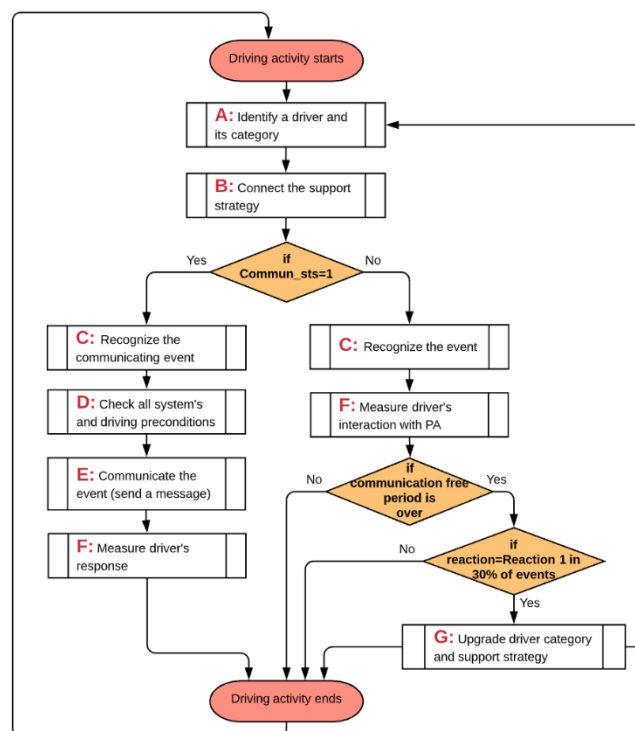 Driving activity starts
A: Identify a driver and
its category
B: Connect the support
strategy
if
Commun_sts=1
Yes
No
C: Recognize the
communicating event
D: Check all system's
and driving preconditions
E: Communicate the
event (send a message)
F: Measure driver's
response
C: Recognize the event
F: Measure driver's
interaction with PA
if
communication free
period is
over
No
Yes
if
reaction=Reaction 1 in
30% of events
No
Yes
G: Upgrade driver category
and support strategy
Driving activity ends